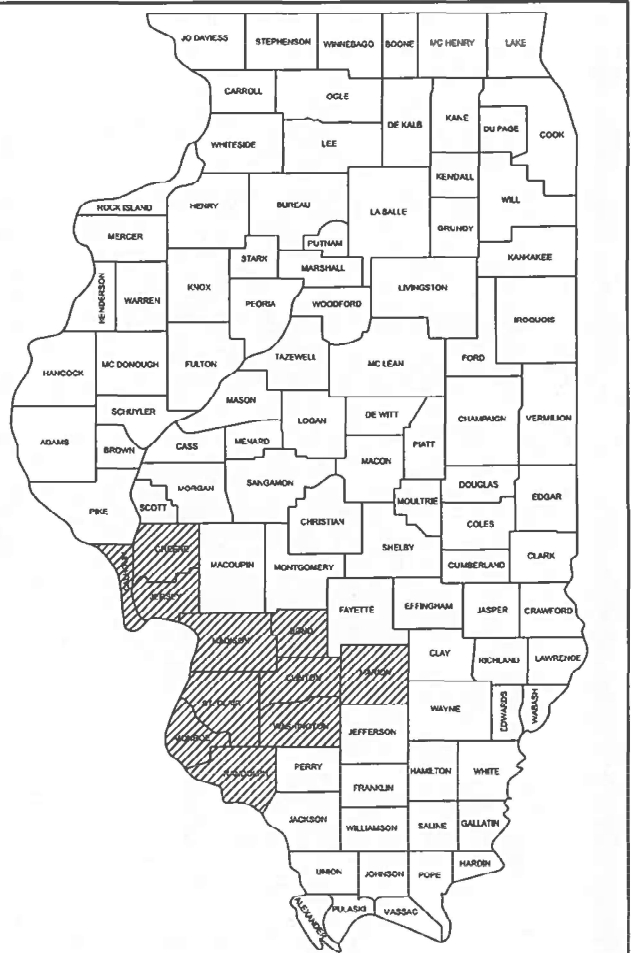 JO DAVIESS
STEPHENSON
WINNEBAGO
BOONE
MC HENRY
LAKE
CARROLL
OGLE
DE KALB
KANE
DU PAGE
COOK
WHITESIDE
LEE
KENDALL
WILL
ROCK ISLAND
HENRY
BUREAU
LA SALLE
GRUNDY
MERCER
PUTNAM
STARK
MARSHALL
KANKAKEE
HENDERSON
WARREN
KNOX
PEORIA
WOODFORD
LIVINGSTON
IROQUOIS
HANCOCK
MC DONOUGH
FULTON
TAZEWELL
MC LEAN
FORD
SCHUYLER
MASON
LOGAN
DE WITT
CHAMPAIGN
VERMILION
ADAMS
BROWN
CASS
MENARD
PIATT
MACON
PIKE
SCOTT
MORGAN
SANGAMON
CHRISTIAN
MOULTRIE
DOUGLAS
EDGAR
COLES
GREENE
MACOUPIN
MONTGOMERY
SHELBY
CUMBERLAND
CLARK
JERSEY
FAYETTE
EFFINGHAM
JASPER
CRAWFORD
MADISON
BOND
CLAY
RICHLAND
LAWRENCE
CLINTON
MARION
ST. CLAIR
WASHINGTON
WAYNE
EDWARDS
WABASH
MONROE
JEFFERSON
RANDOLPH
PERRY
HAMILTON
WHITE
FRANKLIN
JACKSON
WILLIAMSON
SALINE
GALLATIN
UNION
JOHNSON
POPE
HARDIN
ALEXANDER
PULASKI
VASSAC